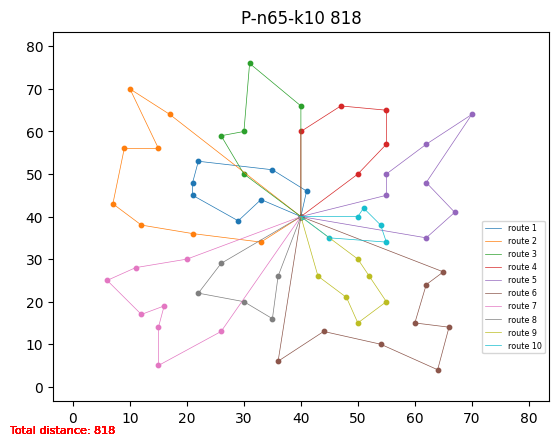 P-n65-k10 818
80
70
60
50
40
30
20
10
0
0 10 20 30 40 50 60 70 80
route 1
route 2
route 3
route 4
route 5
route 6
route 7
route 8
route 9
route 10
Total distance: 818